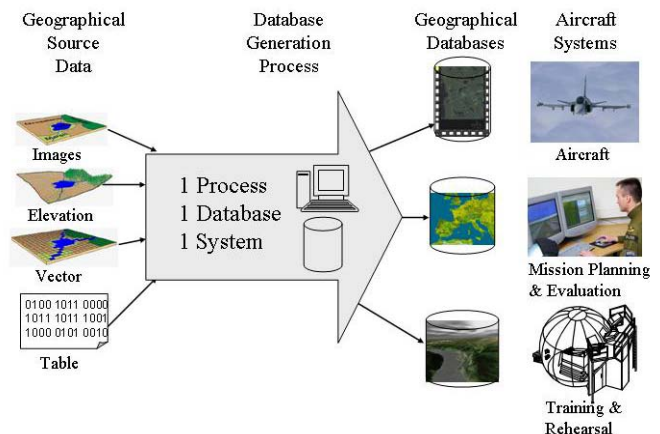 Geographical
Source
Data
Database
Generation
Process
Geographical
Databases
Aircraft
Systems
Images
Elevation
Vector
0100 1011 0000
1011 1011 1001
1000 0101 0010
Table
1 Process
1 Database
1 System
Aircraft
Mission Planning
& Evaluation
Training &
Rehearsal